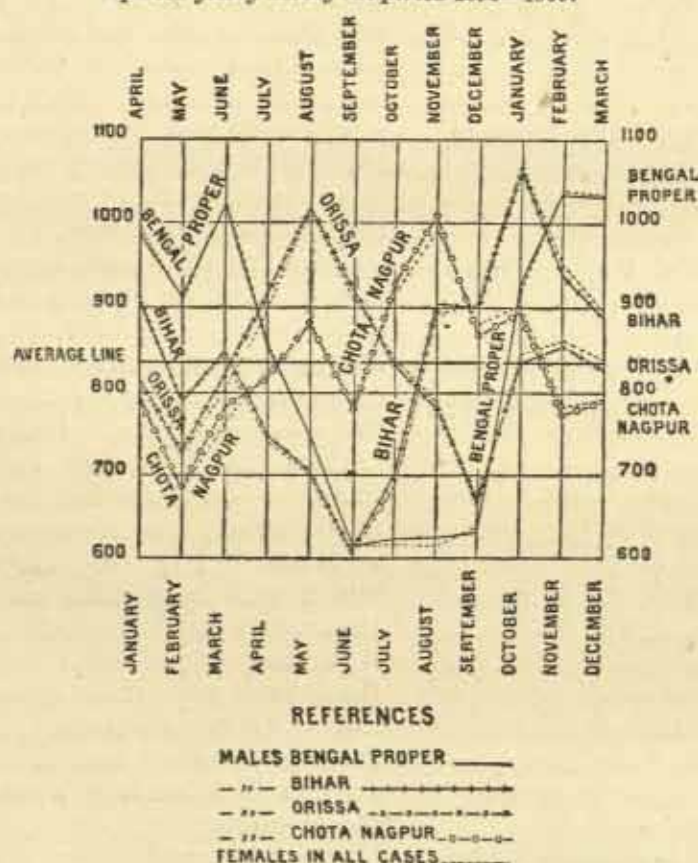 APRIL
MAY
JUNE
JULY
AUGUST
SEPTEMBER
OCTOBER
NOVEMBER
DECEMBER
JANUARY
FEBRUARY
MARCH
1100
1100
BENGAL PROPER
BENGAL
PROPER
1000
1000
ORISSA
NAGPUR
900
900
BIHAR
BIHAR
CHOTA
AVERAGE LINE
ORISSA
800
800
ORISSA
CHOTA
NAGPUR
BIHAR
BENGAL PROPER
CHOTA
NAGPUR
700
700
600
600
JANUARY
FEBRUARY
MARCH
APRIL
MAY
JUNE
JULY
AUGUST
SEPTEMBER
OCTOBER
NOVEMBER
DECEMBER
REFERENCES
MALES BENGAL PROPER
— ,, — BIHAR
— ,, — ORISSA
— ,, — CHOTA NAGPUR
FEMALES IN ALL CASES